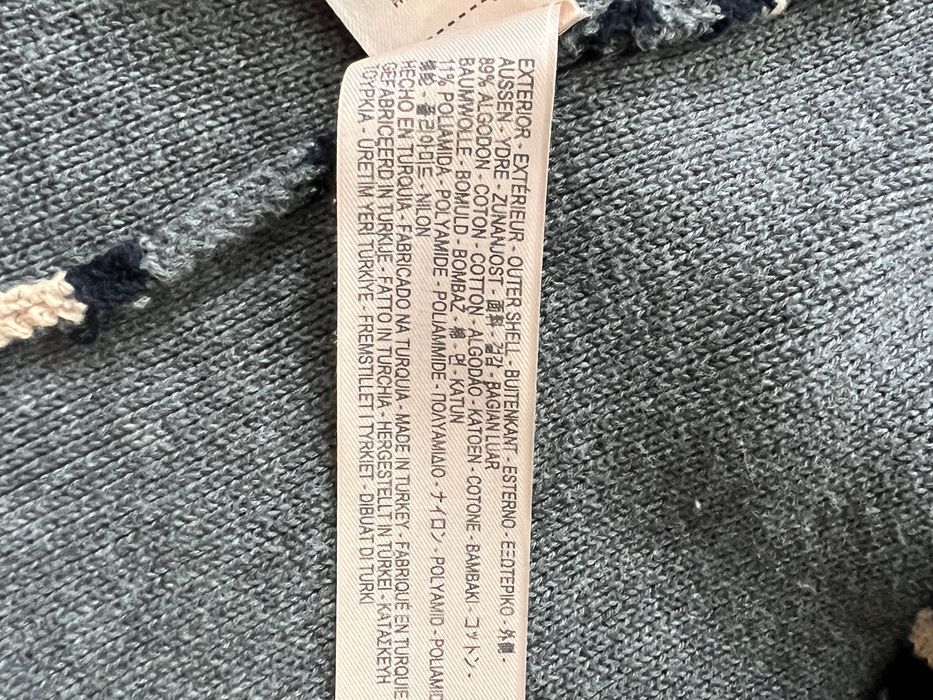 EXTERIOR - EXTÉRIEUR - OUTER SHELL - BUITENKANT - ESTERNO - ΕΞΩΤΕΡΙΚΟ - 外側 -
AUSSEN - YDRE - ZUNANJOST - 面料 - 겉감 - BAGIAN LUAR
89% ALGODÓN - COTON - COTTON - ALGODÃO - KATOEN - COTONE - ΒΑΜΒΑΚΙ - コットン -
BAUMWOLLE - BOMULD - BOMBAŽ - 棉 - 면 - KATUN
11% POLIAMIDA - POLYAMIDE - POLIAMMIDE - ΠΟΛΥΑΜΙΔΙΟ - ナイロン - POLYAMID - POLIAMID
锦纶 - 폴리아미드 - NILON
HECHO EN TURQUÍA - FABRICADO NA TURQUIA - MADE IN TURKEY - FABRIQUÉ EN TURQUIE
GEFABRICEERD IN TURKIJE - FATTO IN TURCHIA - HERGESTELLT IN TÜRKEI - ΚΑΤΑΣΚΕΥΗ
ΤΟΥΡΚΙΑ - ÜRETİM YERİ TÜRKİYE - FREMSTILLET I TYRKIET - DIBUAT DI TURKI